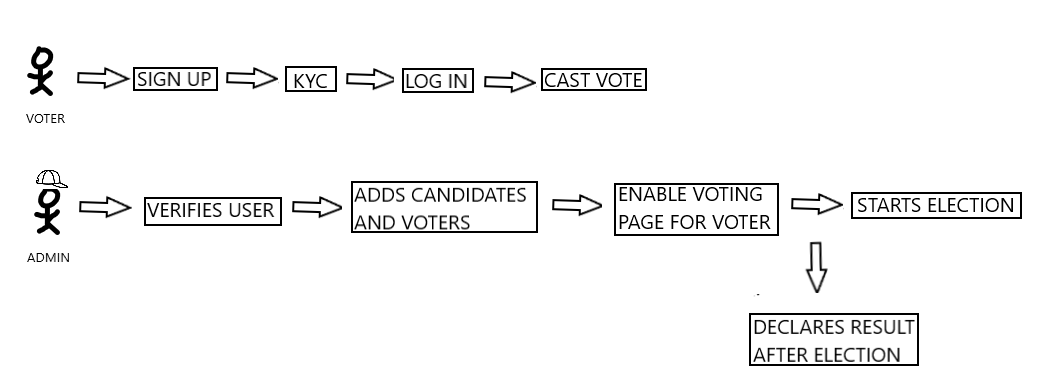 SIGN UP
KYC
LOG IN
CAST VOTE
VOTER
VERIFIES USER
ADDS CANDIDATES
AND VOTERS
ENABLE VOTING
PAGE FOR VOTER
STARTS ELECTION
ADMIN
DECLARES RESULT
AFTER ELECTION